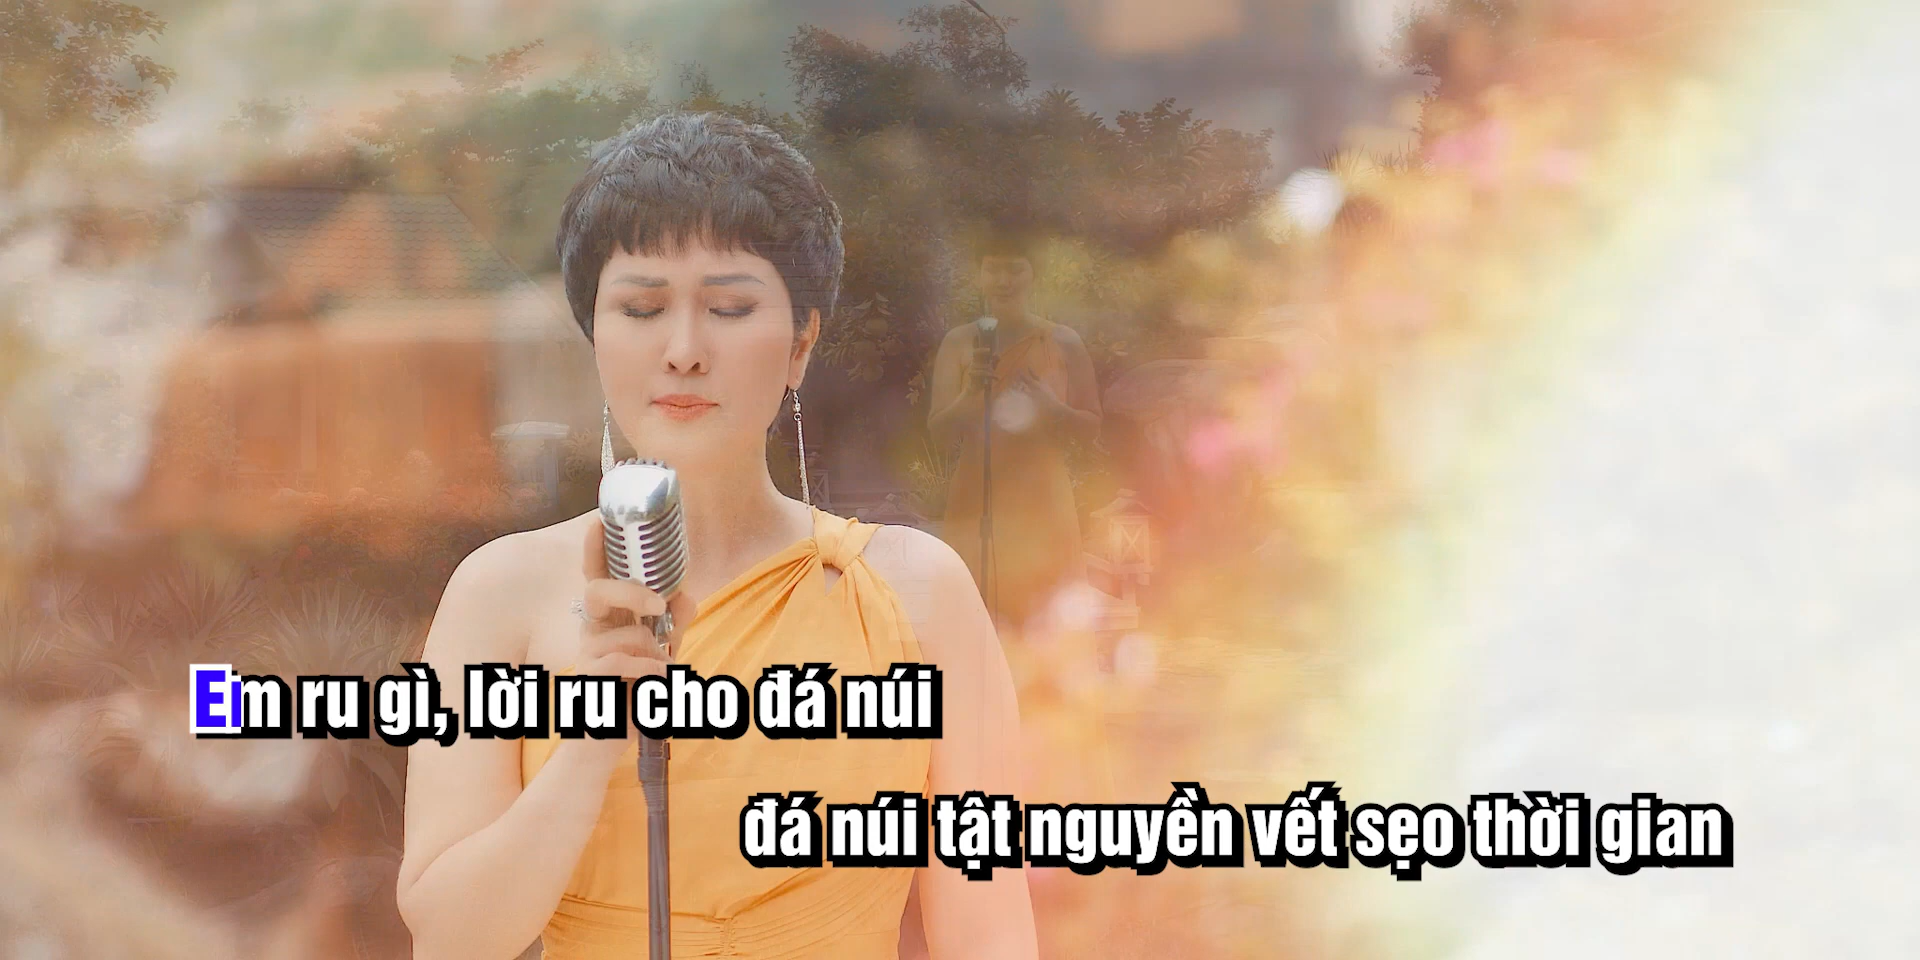 Em ru gì, lời ru cho đá núi
đá núi tật nguyền vết sẹo thời gian